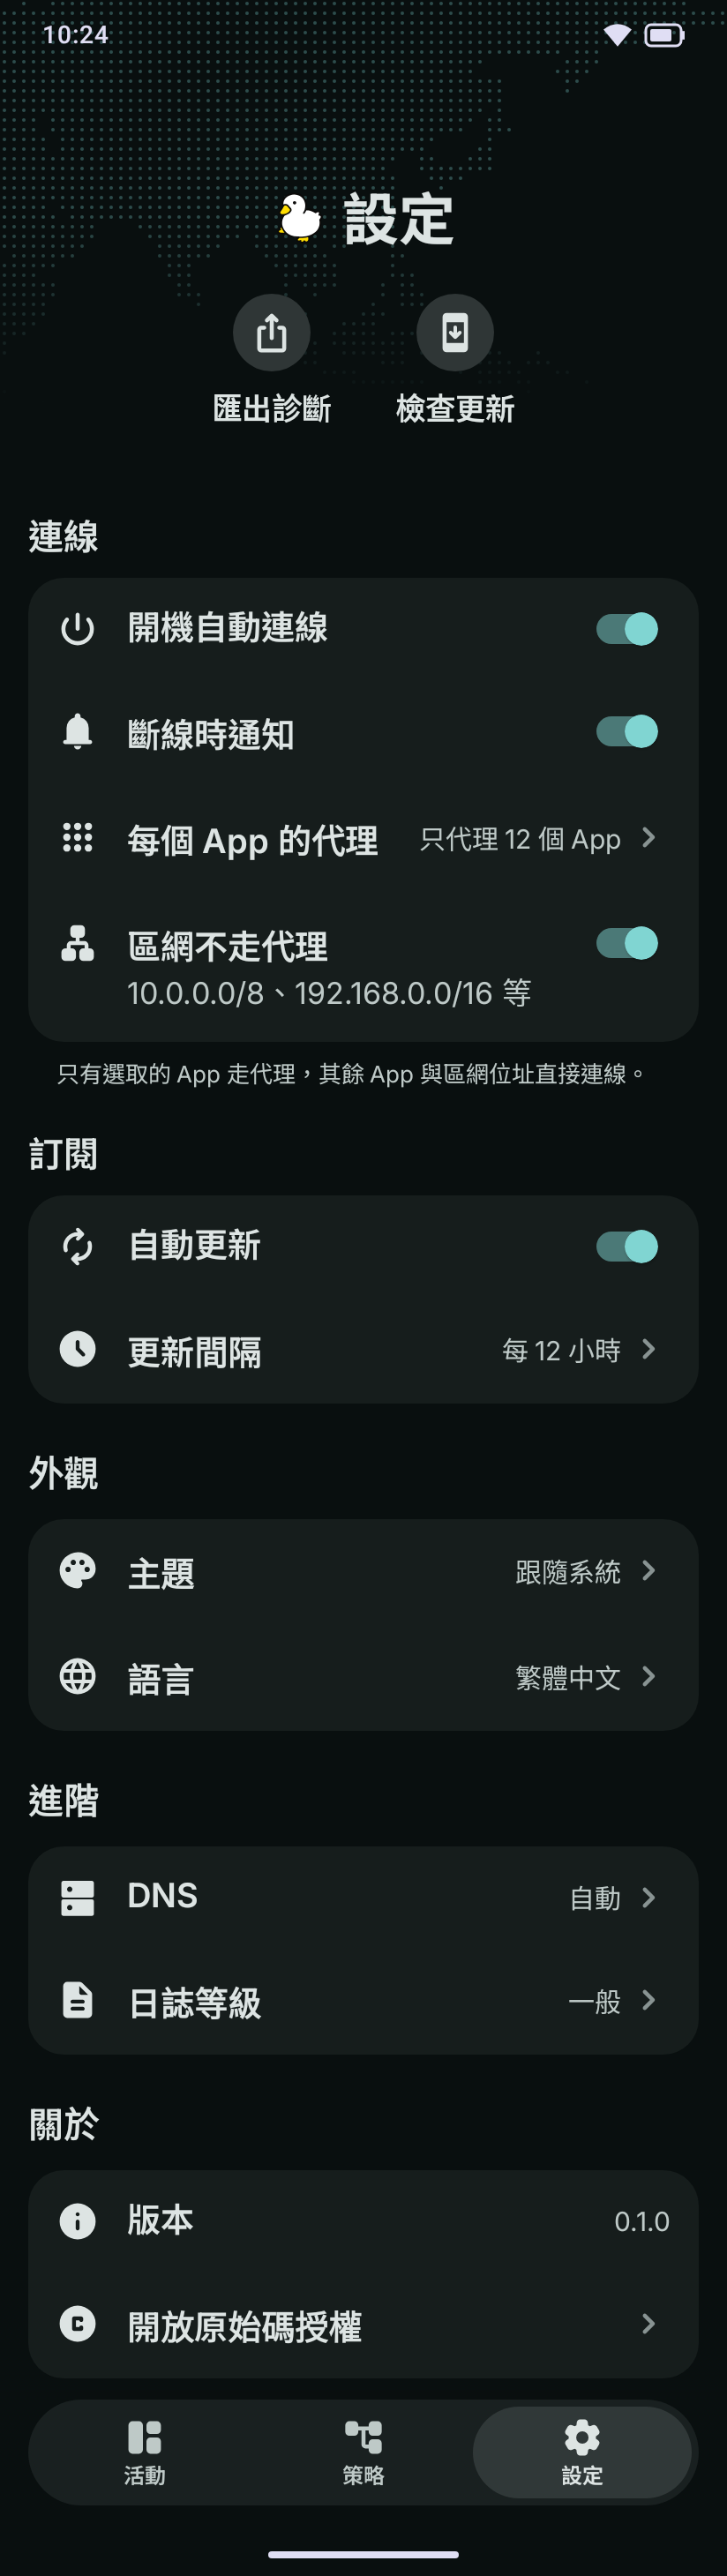 10:24
設定
匯出診斷
檢查更新
連線
開機自動連線
斷線時通知
每個 App 的代理 只代理 12 個 App
區網不走代理
10.0.0.0/8、192.168.0.0/16 等
只有選取的 App 走代理，其餘 App 與區網位址直接連線。
訂閱
自動更新
更新間隔 每 12 小時
外觀
主題 跟隨系統
語言 繁體中文
進階
DNS 自動
日誌等級 一般
關於
版本 0.1.0
開放原始碼授權
活動
策略
設定